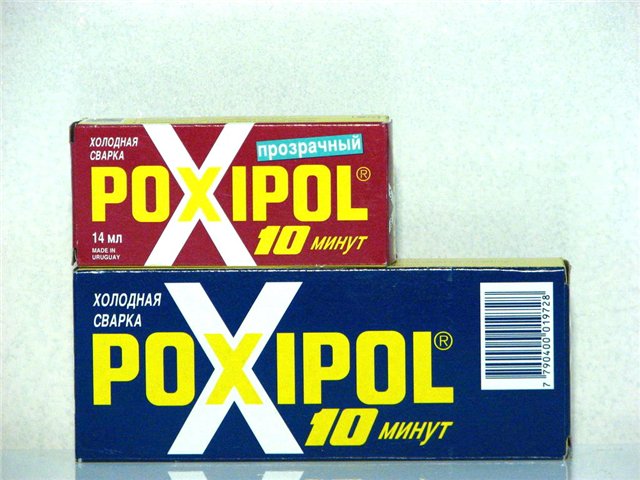 ХОЛОДНАЯ
СВАРКА
прозрачный
POXIPOL®
14 мл
10 минут
MADE IN
URUGUAY
ХОЛОДНАЯ
СВАРКА
POXIPOL®
10 минут
7 790400 019728